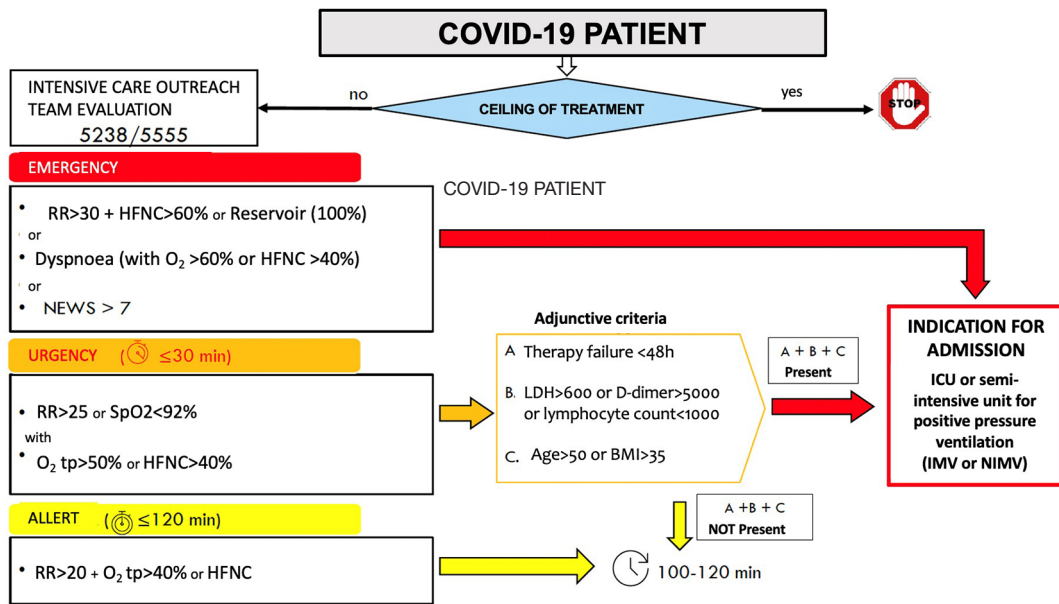 COVID-19 PATIENT
INTENSIVE CARE OUTREACH
TEAM EVALUATION
5238/5555
no
CEILING OF TREATMENT
yes
STOP
EMERGENCY
COVID-19 PATIENT
• RR>30 + HFNC>60% or Reservoir (100%)
or
• Dyspnoea (with O₂ >60% or HFNC >40%)
or
• NEWS > 7
URGENCY (≤30 min)
• RR>25 or SpO2<92%
with
• O₂ tp>50% or HFNC>40%
Adjunctive criteria
A Therapy failure <48h
B. LDH>600 or D-dimer>5000
or lymphocyte count<1000
C. Age>50 or BMI>35
A + B + C
Present
INDICATION FOR
ADMISSION
ICU or semi-
intensive unit for
positive pressure
ventilation
(IMV or NIMV)
ALLERT (≤120 min)
• RR>20 + O₂ tp>40% or HFNC
A +B + C
NOT Present
100-120 min